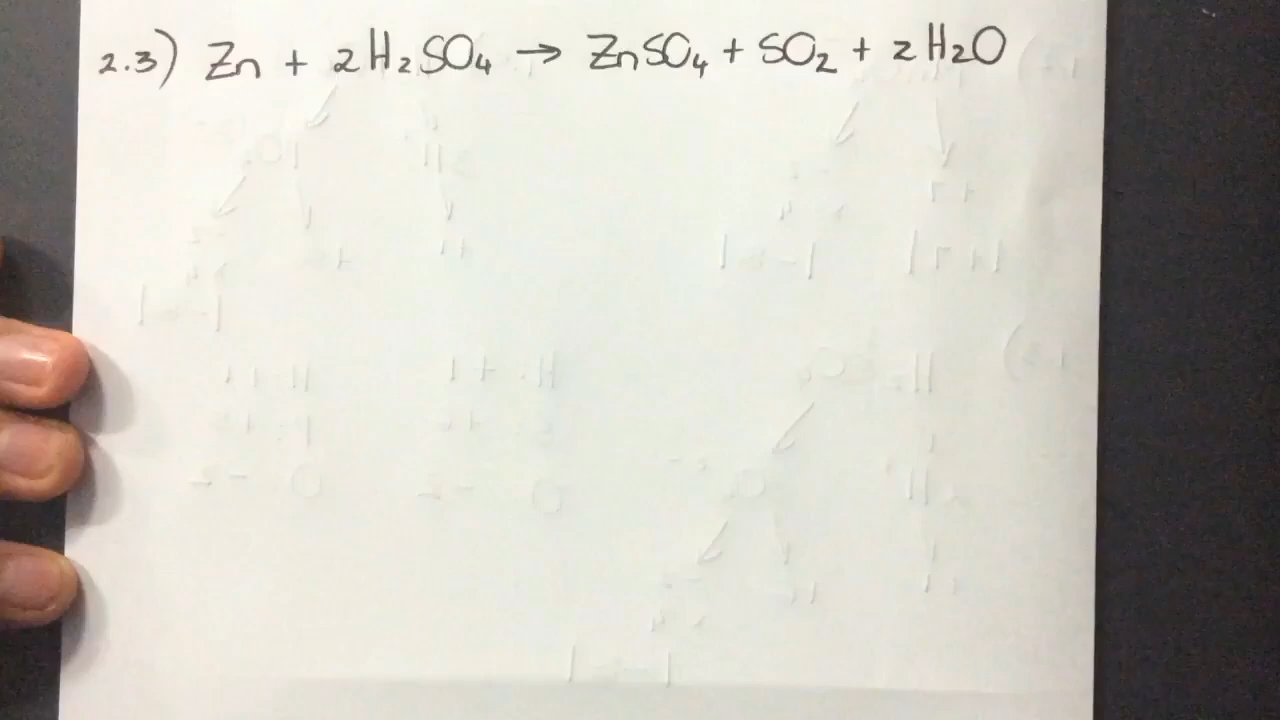 2.3) Zn + 2H₂SO₄ → ZnSO₄ + SO₂ + 2H₂O